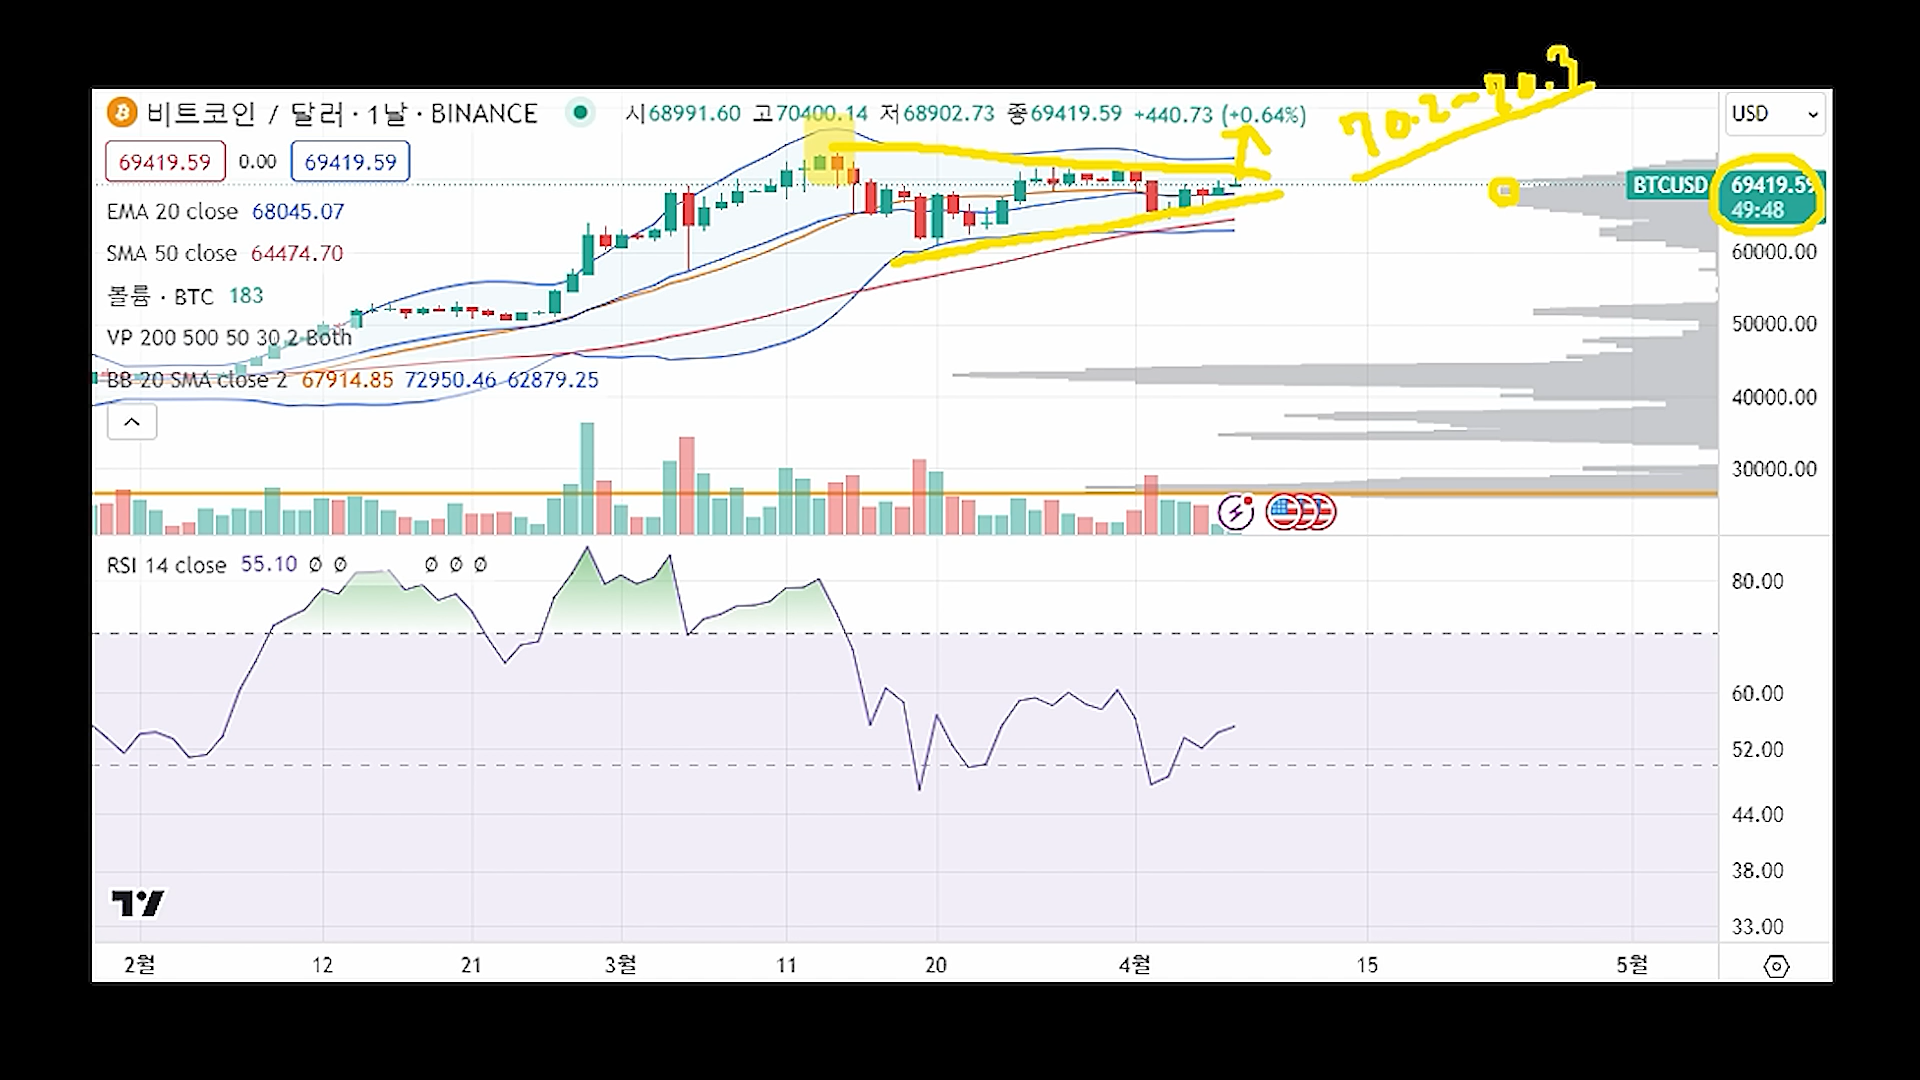 70.2~70.3
비트코인 / 달러 · 1날 · BINANCE 시68991.60 고70400.14 저68902.73 종69419.59 +440.73 (+0.64%) USD
69419.59 0.00 69419.59
BTCUSD 69419.59
49:48
EMA 20 close 68045.07
SMA 50 close 64474.70
60000.00
볼륨 · BTC 183
50000.00
VP 200 500 50 30 2 Both
BB 20 SMA close 2 67914.85 72950.46 62879.25
40000.00
30000.00
RSI 14 close 55.10 Ø Ø Ø Ø Ø
80.00
60.00
52.00
44.00
38.00
33.00
2월 12 21 3월 11 20 4월 15 5월